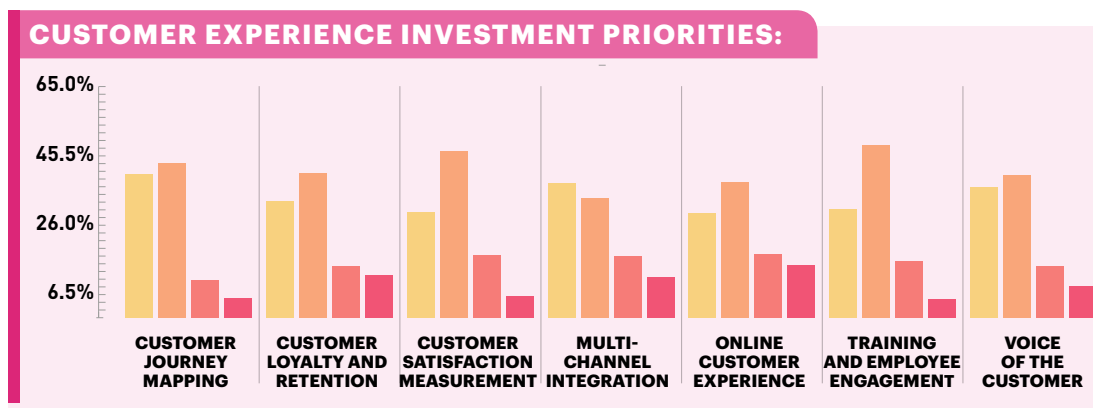 CUSTOMER EXPERIENCE INVESTMENT PRIORITIES:
65.0%
45.5%
26.0%
6.5%
CUSTOMER
JOURNEY
MAPPING
CUSTOMER
LOYALTY AND
RETENTION
CUSTOMER
SATISFACTION
MEASUREMENT
MULTI-
CHANNEL
INTEGRATION
ONLINE
CUSTOMER
EXPERIENCE
TRAINING
AND EMPLOYEE
ENGAGEMENT
VOICE
OF THE
CUSTOMER